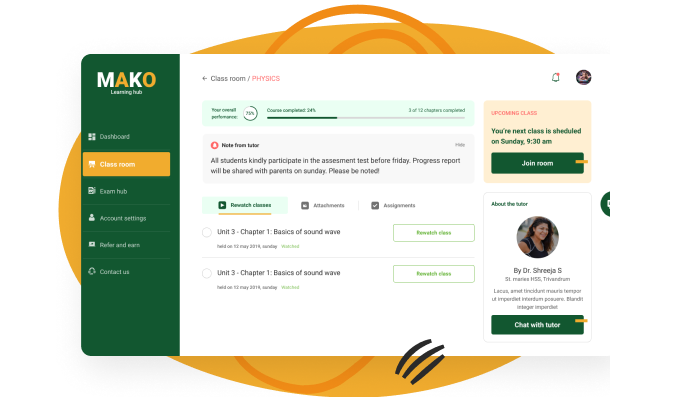 MAKO
Learning hub
Dashboard
Class room
Exam hub
Account settings
Refer and earn
Contact us
← Class room / PHYSICS
Your overall
perfomance:
75%
Course completed: 24%
3 of 12 chapters completed
Note from tutor
Hide
All students kindly participate in the assesment test before friday. Progress report
will be shared with parents on sunday. Please be noted!
Rewatch classes
Attachments
Assignments
Unit 3 - Chapter 1: Basics of sound wave
held on 12 may 2019, sunday Watched
Rewatch class
Unit 3 - Chapter 1: Basics of sound wave
held on 12 may 2019, sunday Watched
Rewatch class
UPCOMING CLASS
You're next class is sheduled
on Sunday, 9:30 am
Join room
About the tutor
By Dr. Shreeja S
St. maries HSS, Trivandrum
Lacus, amet tincidunt mauris tempor
ut imperdiet interdum posuere. Blandit
integer imperdiet
Chat with tutor